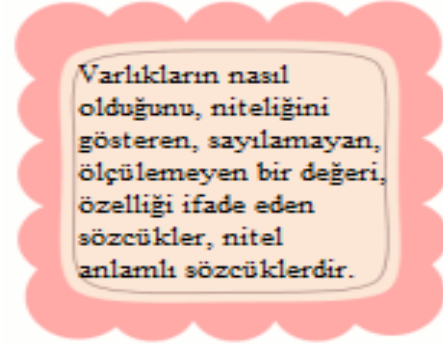 Varlıkların nasıl
olduğunu, niteliğini
gösteren, sayılamayan,
ölçülemeyen bir değeri,
özelliği ifade eden
sözcükler, nitel
anlamlı sözcüklerdir.